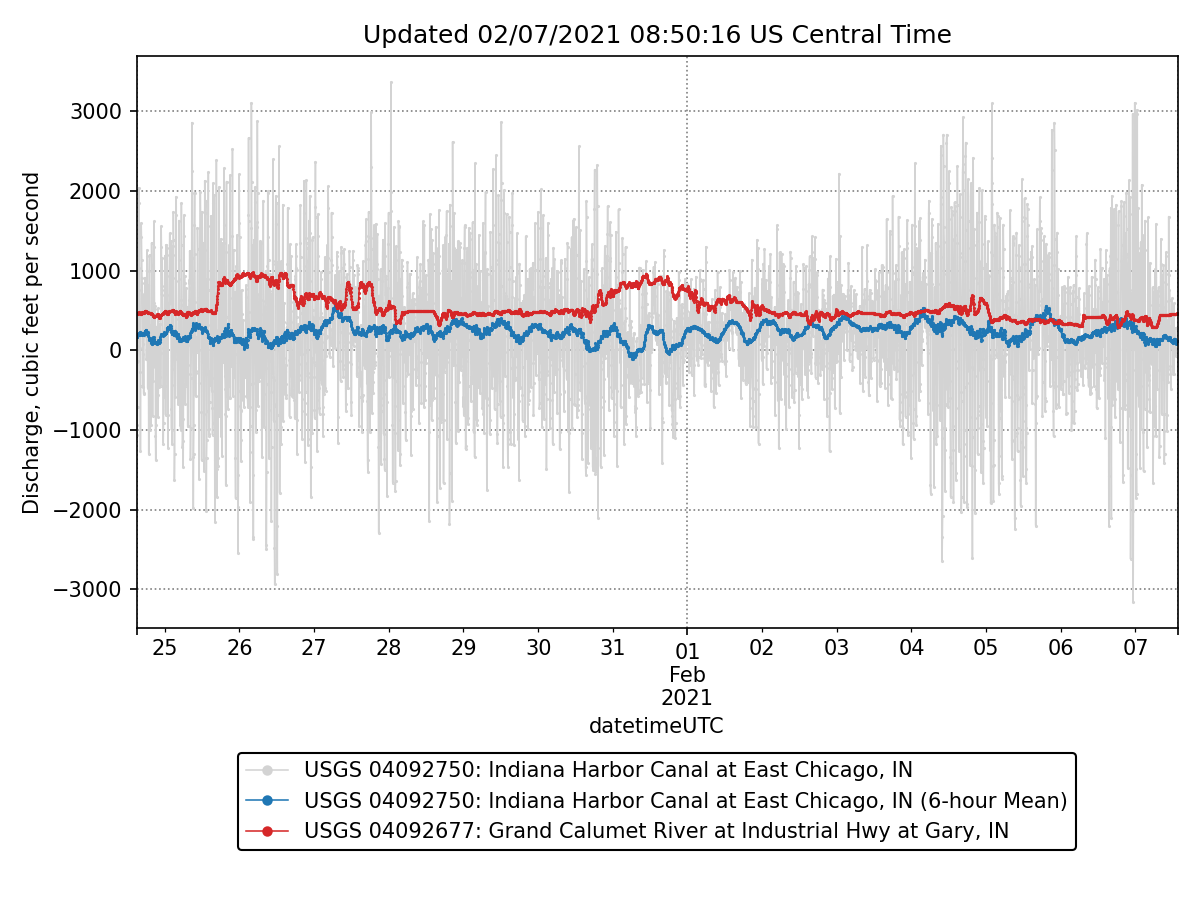 Updated 02/07/2021 08:50:16 US Central Time
Discharge, cubic feet per second
3000
2000
1000
0
−1000
−2000
−3000
25 26 27 28 29 30 31 01 02 03 04 05 06 07
Feb
2021
datetimeUTC
USGS 04092750: Indiana Harbor Canal at East Chicago, IN
USGS 04092750: Indiana Harbor Canal at East Chicago, IN (6-hour Mean)
USGS 04092677: Grand Calumet River at Industrial Hwy at Gary, IN